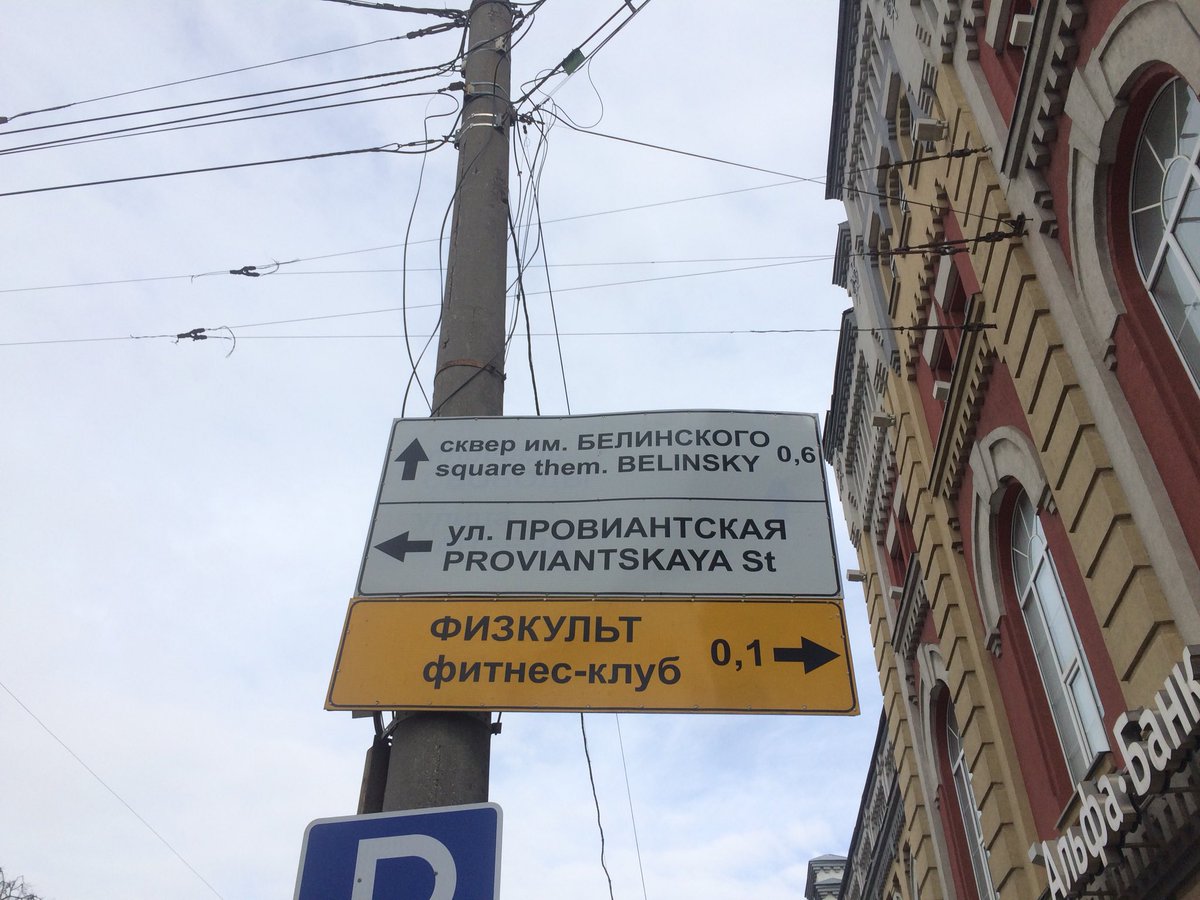 сквер им. БЕЛИНСКОГО 0,6
square them. BELINSKY
ул. ПРОВИАНТСКАЯ
PROVIANTSKAYA St
ФИЗКУЛЬТ
фитнес-клуб
0,1
P
Альфа·Банк